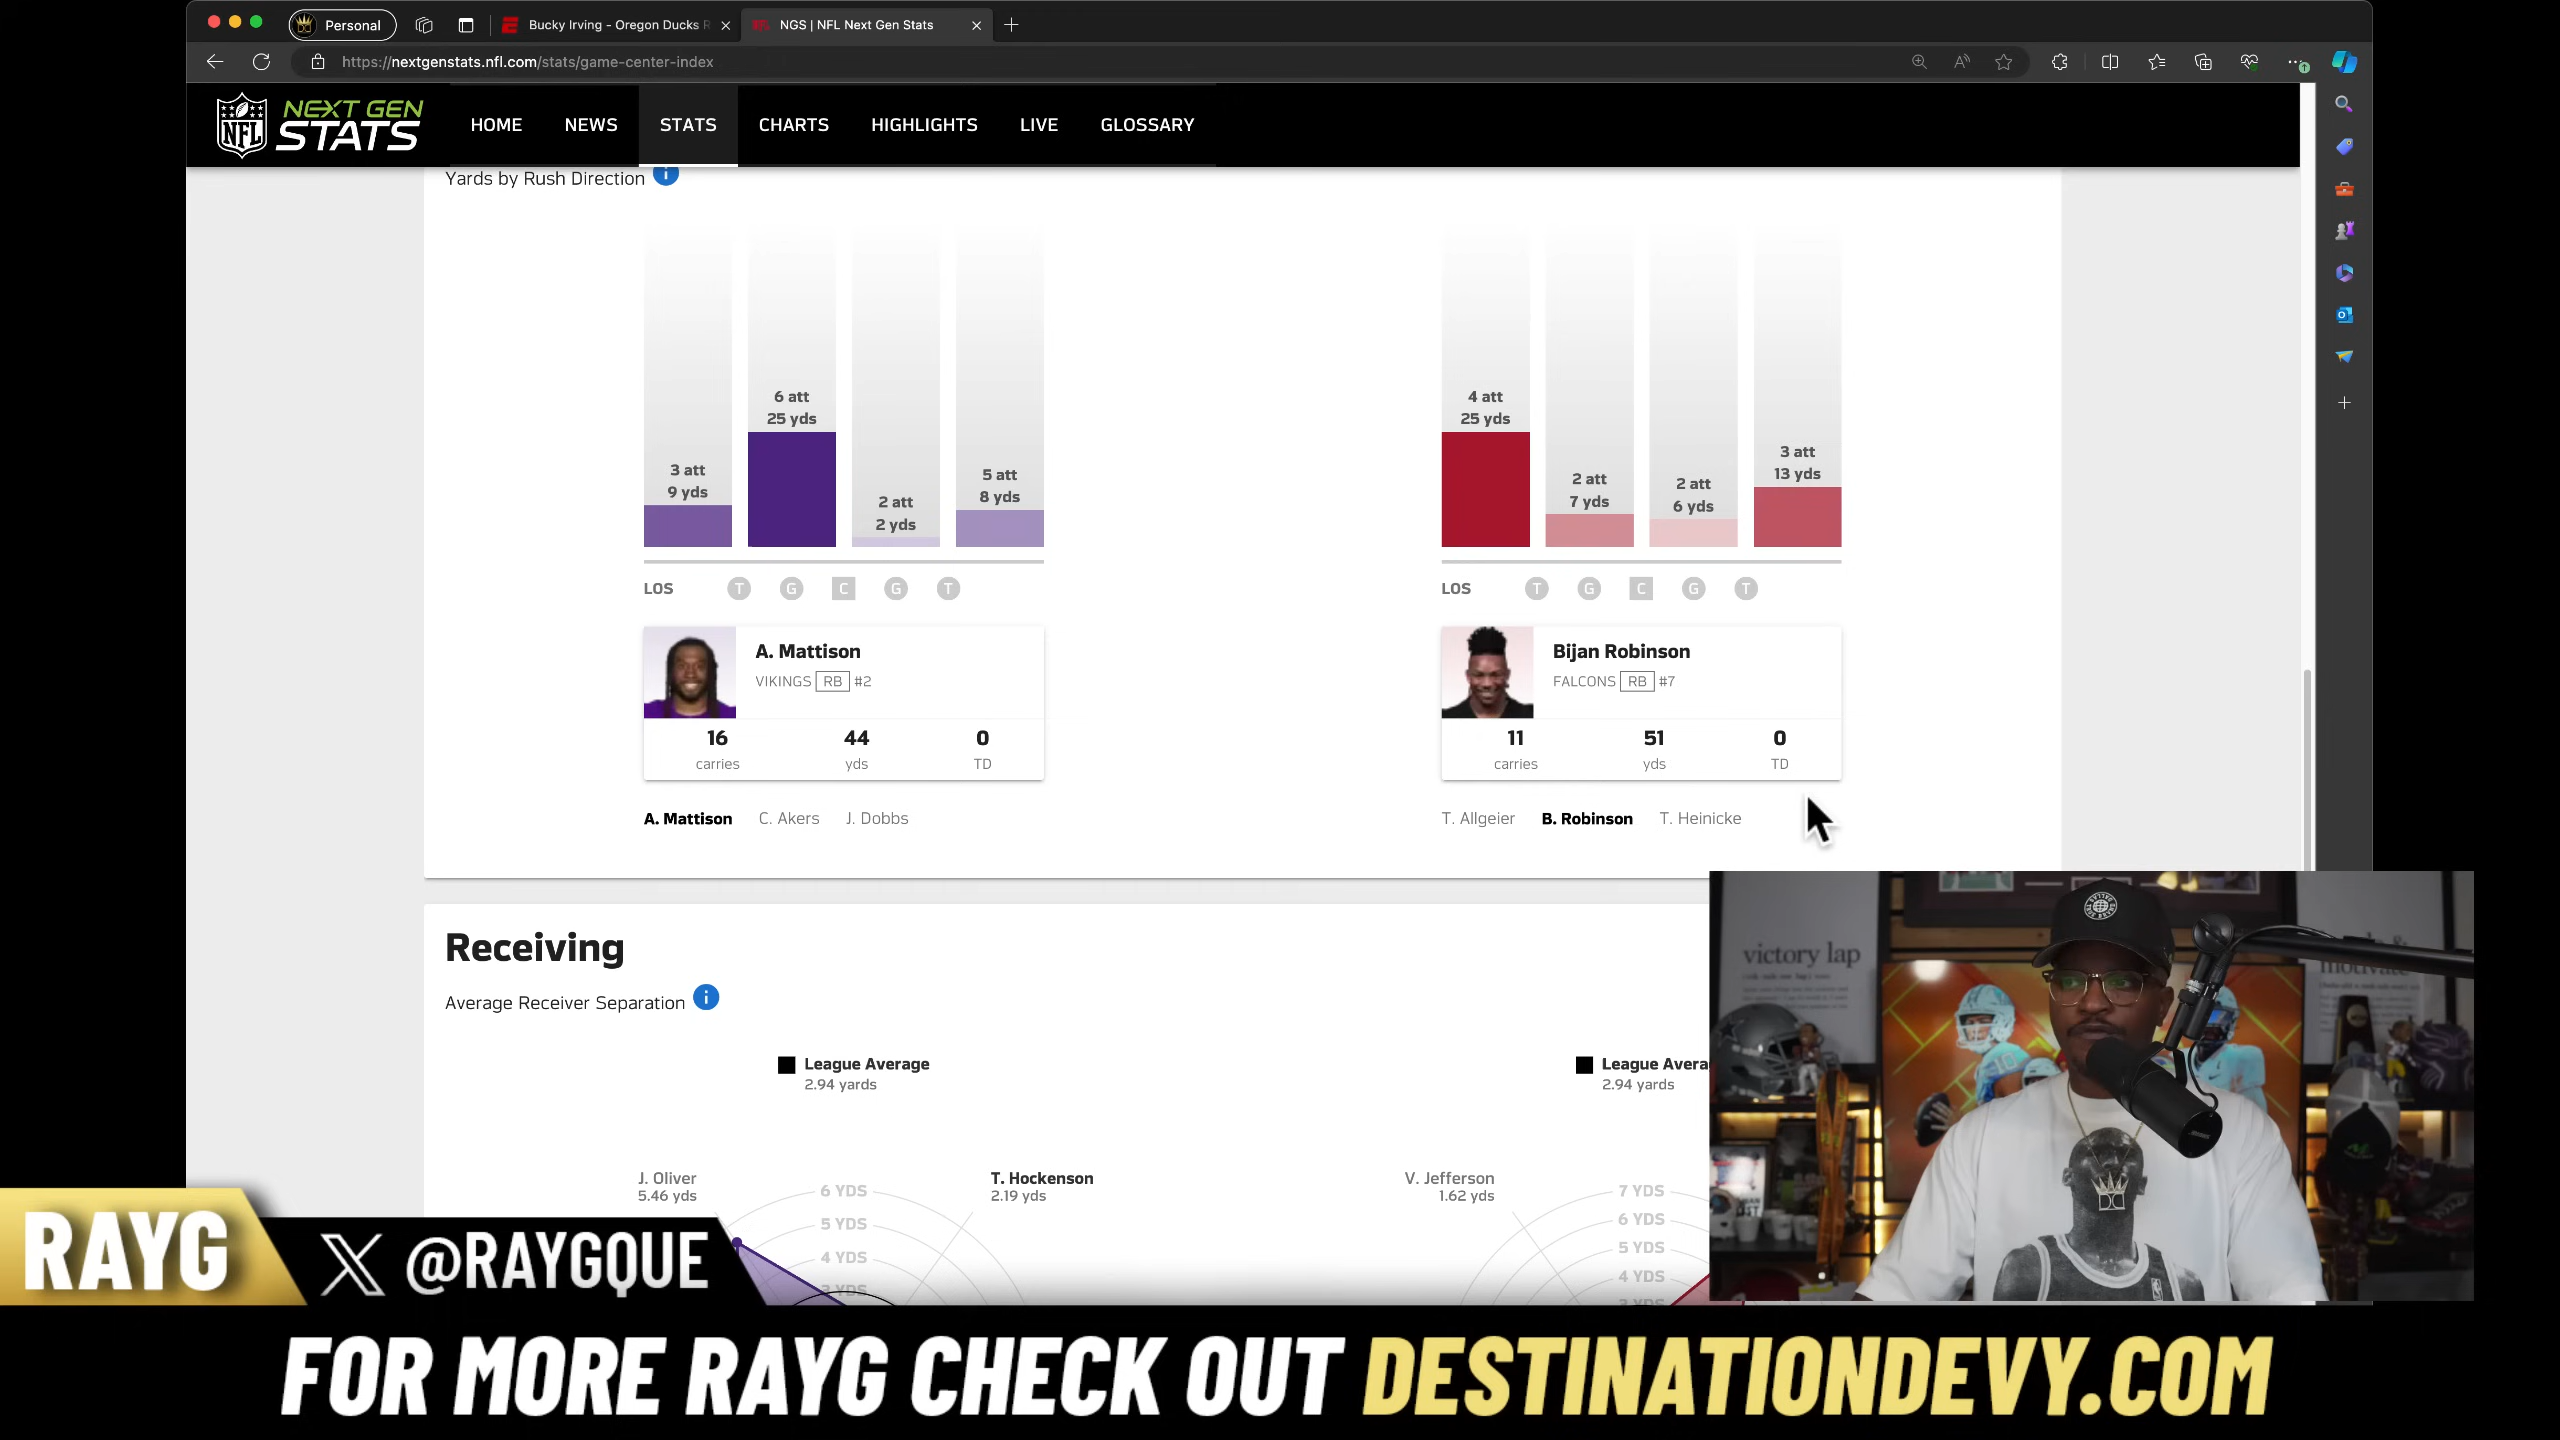 Personal
Bucky Irving - Oregon Ducks R
NGS | NFL Next Gen Stats
https://nextgenstats.nfl.com/stats/game-center-index
NFL
NEXT GEN
STATS
HOME
NEWS
STATS
CHARTS
HIGHLIGHTS
LIVE
GLOSSARY
Yards by Rush Direction
3 att
9 yds
6 att
25 yds
2 att
2 yds
5 att
8 yds
LOS T G C G T
A. Mattison
VIKINGS RB #2
16 44 0
carries yds TD
A. Mattison C. Akers J. Dobbs
4 att
25 yds
2 att
7 yds
2 att
6 yds
3 att
13 yds
LOS T G C G T
Bijan Robinson
FALCONS RB #7
11 51 0
carries yds TD
T. Allgeier B. Robinson T. Heinicke
Receiving
Average Receiver Separation
League Average
2.94 yards
J. Oliver
5.46 yds
T. Hockenson
2.19 yds
6 YDS
5 YDS
4 YDS
3 YDS
League Avera
2.94 yards
V. Jefferson
1.62 yds
7 YDS
6 YDS
5 YDS
4 YDS
victory lap
RAYG
X @RAYGQUE
FOR MORE RAYG CHECK OUT DESTINATIONDEVY.COM